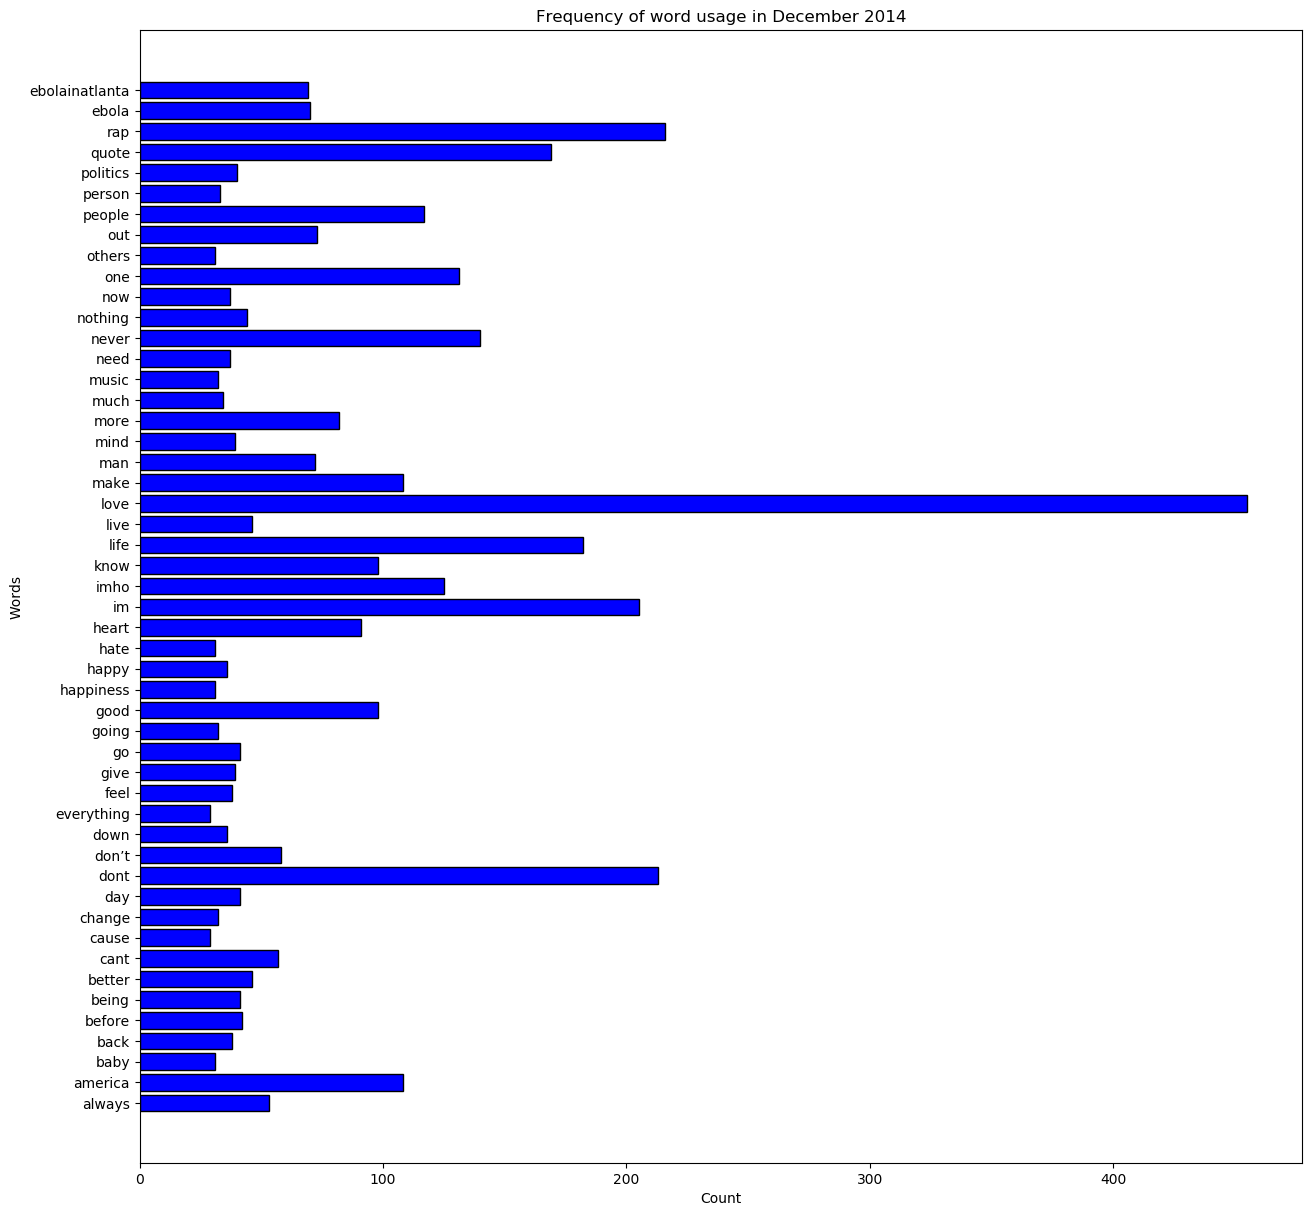 Frequency of word usage in December 2014
ebolainatlanta
ebola
rap
quote
politics
person
people
out
others
one
now
nothing
never
need
music
much
more
mind
man
make
love
live
life
know
imho
im
heart
hate
happy
happiness
good
going
go
give
feel
everything
down
don’t
dont
day
change
cause
cant
better
being
before
back
baby
america
always
Words
0 100 200 300 400
Count